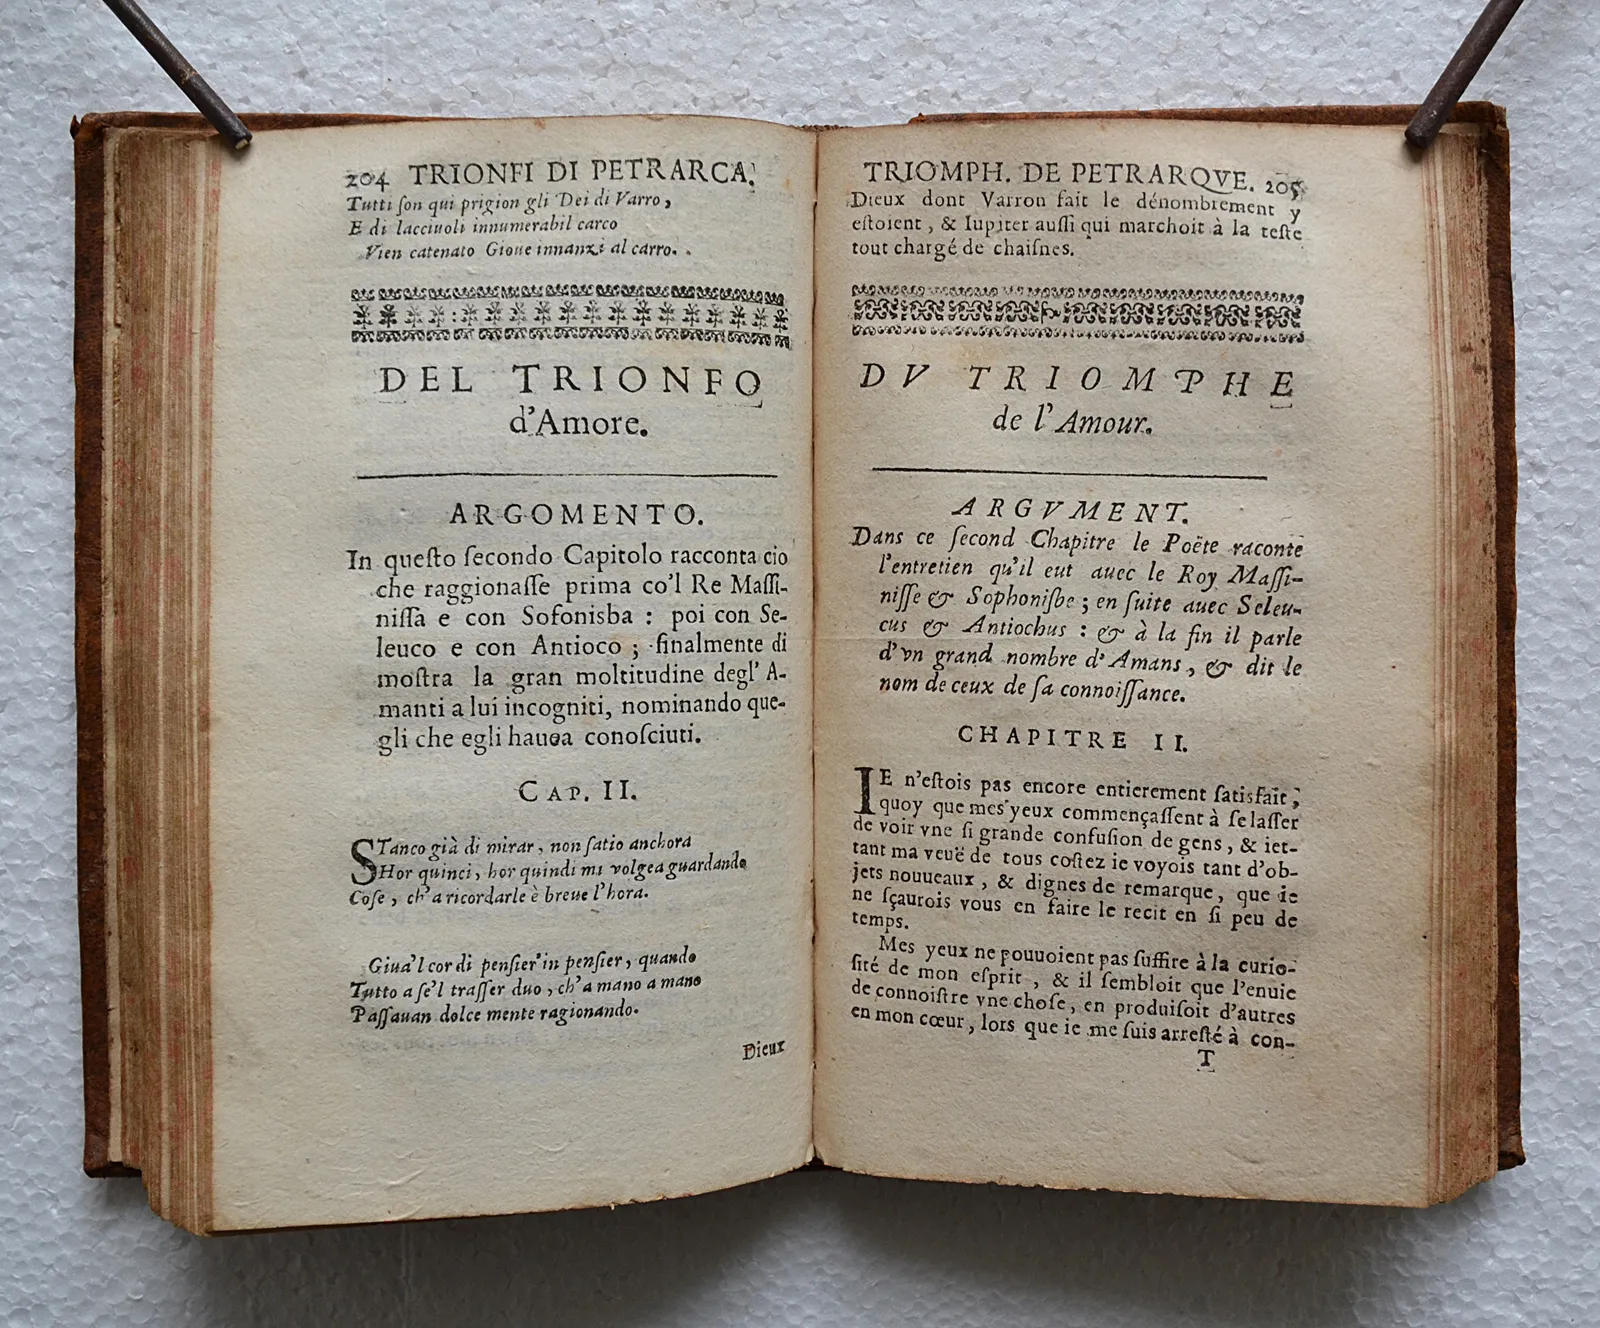 204 TRIONFI DI PETRARCA.
Tutti ſon qui prigion gli Dei di Varro,
E di lacciuoli innumerabil carco
Vien catenato Gioue innanzi al carro.
DEL TRIONFO
d'Amore.
ARGOMENTO.
In queſto ſecondo Capitolo racconta cio
che raggionaſſe prima co'l Re Maſſi-
niſſa e con Sofonisba : poi con Se-
leuco e con Antioco ; finalmente di
moſtra la gran moltitudine degl' A-
manti a lui incogniti, nominando que-
gli che egli hauea conoſciuti.
CAP. II.
STanco già di mirar, non ſatio anchora
Hor quinci, hor quindi mi volgea guardando
Coſe, ch'a ricordarle è breue l'hora.
Giua'l cor di penſier'in penſier, quando
Tutto a ſe'l traſſer duo, ch'a mano a mano
Paſſauan dolce mente ragionando.
Dieux
TRIOMPH. DE PETRARQVE. 205
Dieux dont Varron fait le dénombrement y
eſtoient, & Iupiter auſſi qui marchoit à la teſte
tout chargé de chaiſnes.
DV TRIOMPHE
de l'Amour.
ARGVMENT.
Dans ce ſecond Chapitre le Poëte raconte
l'entretien qu'il eut auec le Roy Maſſi-
niſſe & Sophonisbe ; en ſuite auec Seleu-
cus & Antiochus : & à la fin il parle
d'vn grand nombre d'Amans, & dit le
nom de ceux de ſa connoiſſance.
CHAPITRE II.
IE n'eſtois pas encore entierement ſatisfait,
quoy que mes yeux commençaſſent à ſe laſſer
de voir vne ſi grande confuſion de gens, & iet-
tant ma veuë de tous coſtez ie voyois tant d'ob-
jets nouueaux, & dignes de remarque, que ie
ne ſçaurois vous en faire le recit en ſi peu de
temps.
Mes yeux ne pouuoient pas ſuffire à la curio-
ſité de mon eſprit, & il ſembloit que l'enuie
de connoiſtre vne choſe, en produiſoit d'autres
en mon cœur, lors que ie me ſuis arreſté à con-
T